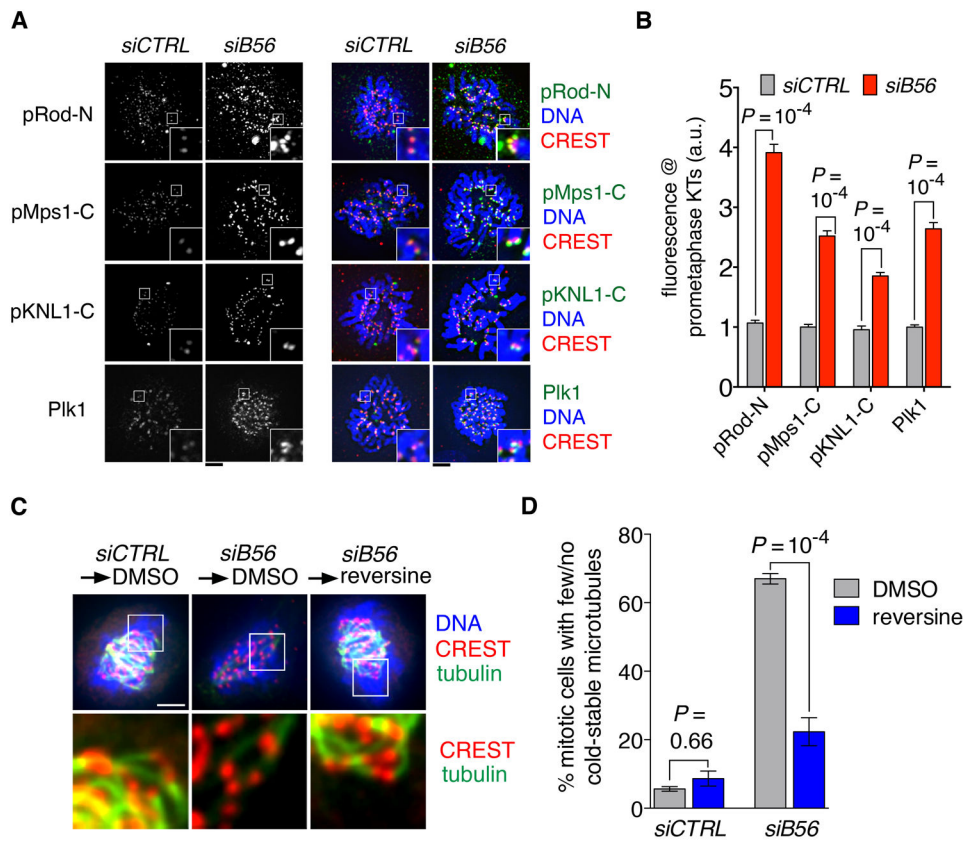 A
siCTRL siB56 siCTRL siB56
pRod-N
pRod-N
DNA
CREST
pMps1-C
pMps1-C
DNA
CREST
pKNL1-C
pKNL1-C
DNA
CREST
Plk1
Plk1
DNA
CREST
B
siCTRL siB56
fluorescence @
prometaphase KTs (a.u.)
0
1
2
3
4
5
6
P = 10-4
P =
10-4
P =
10-4
P =
10-4
pRod-N
pMps1-C
pKNL1-C
Plk1
C
siCTRL siB56 siB56
→ DMSO → DMSO → reversine
DNA
CREST
tubulin
CREST
tubulin
D
% mitotic cells with few/no
cold-stable microtubules
80
60
40
20
0
P = 10-4
P =
0.66
DMSO
reversine
siCTRL siB56